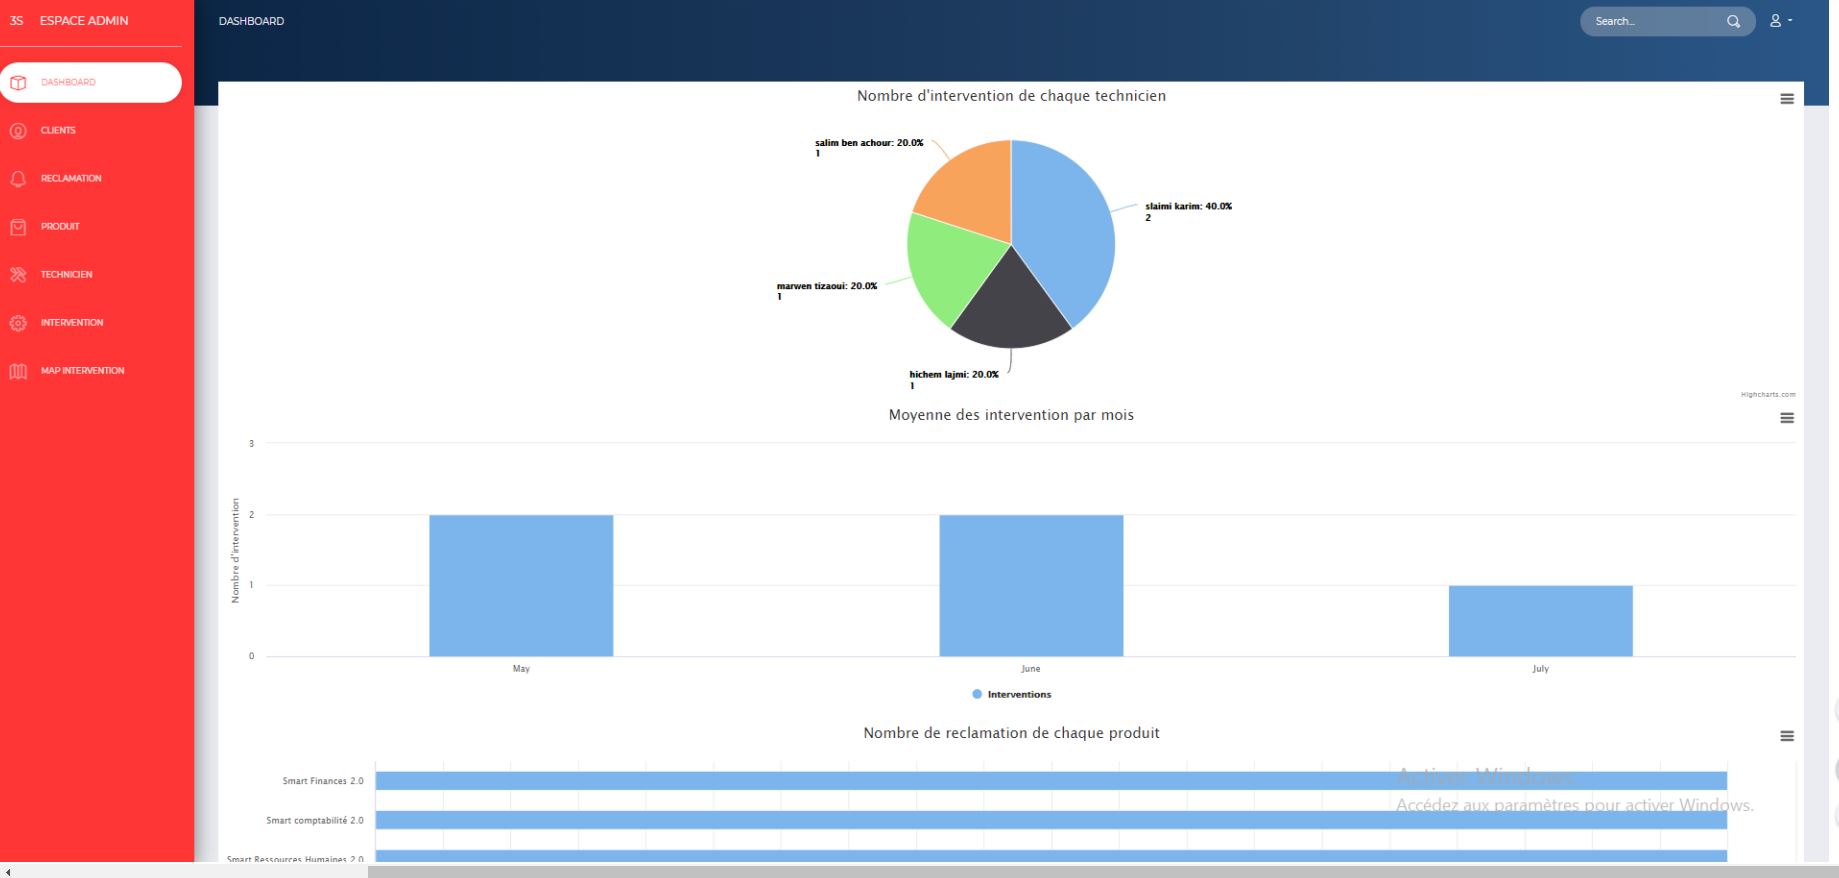 3S ESPACE ADMIN
DASHBOARD
CLIENTS
RECLAMATION
PRODUIT
TECHNICIEN
INTERVENTION
MAP INTERVENTION
DASHBOARD
Search...
Nombre d'intervention de chaque technicien
salim ben achour: 20.0%
1
slaimi karim: 40.0%
2
marwen tizaoui: 20.0%
1
hichem lajmi: 20.0%
1
Highcharts.com
Moyenne des intervention par mois
Nombre d'intervention
3
2
1
0
May
June
July
Interventions
Nombre de reclamation de chaque produit
Smart Finances 2.0
Smart comptabilité 2.0
Smart Ressources Humaines 2.0
Activer Windows
Accédez aux paramètres pour activer Windows.